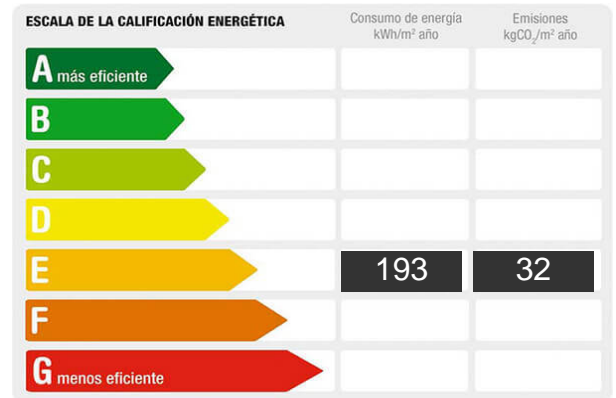 ESCALA DE LA CALIFICACIÓN ENERGÉTICA
Consumo de energía
kWh/m² año
Emisiones
kgCO₂/m² año
A más eficiente
B
C
D
E 193 32
F
G menos eficiente